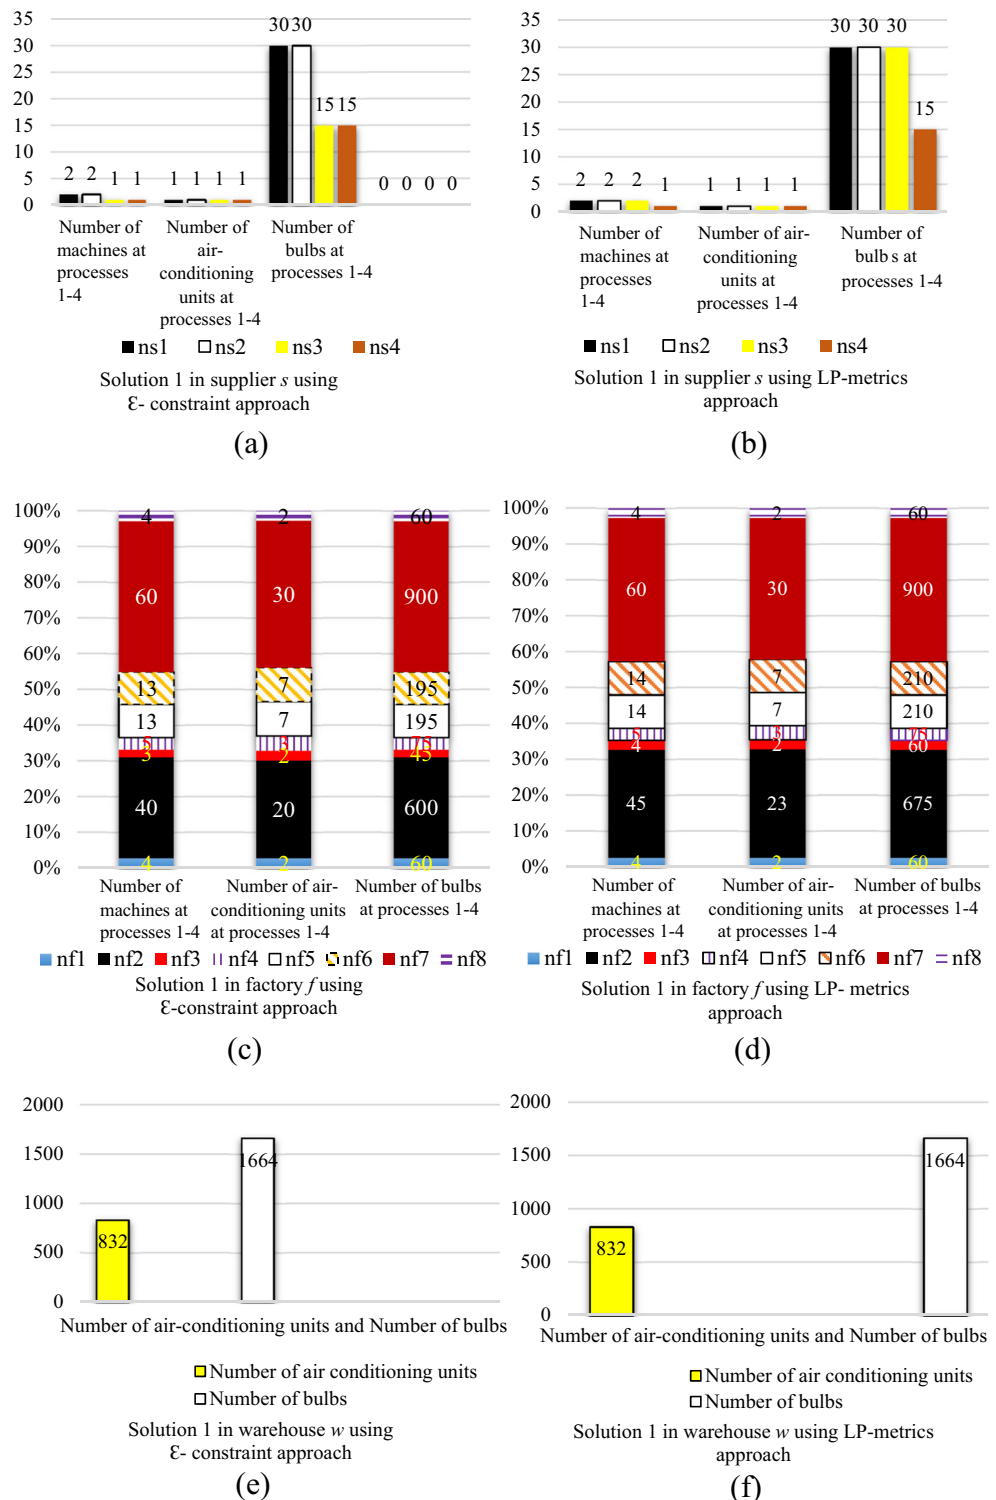 35
30
25
20
15
10
5
0
30 30
15 15
2 2 1 1
1 1 1 1
0 0 0 0
Number of
machines at
processes
1-4
Number of
air-
conditioning
units at
processes 1-4
Number of
bulbs at
processes 1-4
ns1 ns2 ns3 ns4
Solution 1 in supplier s using
Ɛ- constraint approach
(a)
35
30
25
20
15
10
5
0
30 30 30
15
2 2 2 1
1 1 1 1
Number of
machines at
processes
1-4
Number of air-
conditioning
units at
processes 1-4
Number of
bulb s at
processes 1-4
ns1 ns2 ns3 ns4
Solution 1 in supplier s using LP-metrics
approach
(b)
100%
90%
80%
70%
60%
50%
40%
30%
20%
10%
0%
4 2 60
60 30 900
13 7 195
13 7 195
5 3 75
3 2 45
40 20 600
4 2 60
Number of
machines at
processes 1-4
Number of air-
conditioning units
at processes 1-4
Number of bulbs
at processes 1-4
nf1 nf2 nf3 nf4 nf5 nf6 nf7 nf8
Solution 1 in factory f using
Ɛ-constraint approach
(c)
100%
90%
80%
70%
60%
50%
40%
30%
20%
10%
0%
4 2 60
60 30 900
14 7 210
14 7 210
5 3 75
4 2 60
45 23 675
4 2 60
Number of
machines at
processes 1-4
Number of air-
conditioning units
at processes 1-4
Number of bulbs
at processes 1-4
nf1 nf2 nf3 nf4 nf5 nf6 nf7 nf8
Solution 1 in factory f using LP- metrics
approach
(d)
2000
1500
1000
500
0
1664
832
Number of air-conditioning units and Number of bulbs
Number of air conditioning units
Number of bulbs
Solution 1 in warehouse w using
Ɛ- constraint approach
(e)
2000
1500
1000
500
0
1664
832
Number of air-conditioning units and Number of bulbs
Number of air conditioning units
Number of bulbs
Solution 1 in warehouse w using LP-metrics
approach
(f)